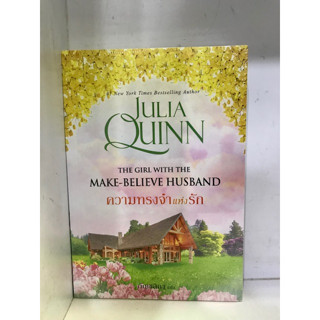 New York Times Bestselling Author
JULIA
QUINN
THE GIRL WITH THE
MAKE-BELIEVE HUSBAND
ความทรงจำแห่งรัก